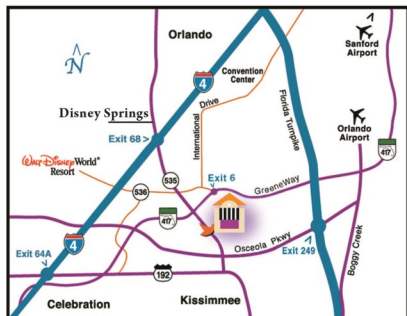 Orlando
Sanford
Airport
N
4
Convention
Center
International Drive
Florida Turnpike
Disney Springs
Orlando
Airport
Exit 68 >
417
Walt Disney World®
Resort
535
Exit 6
536
GreeneWay
417
4
Osceola Pkwy
Exit 64A
Exit 249
192
Boggy Creek
Celebration
Kissimmee